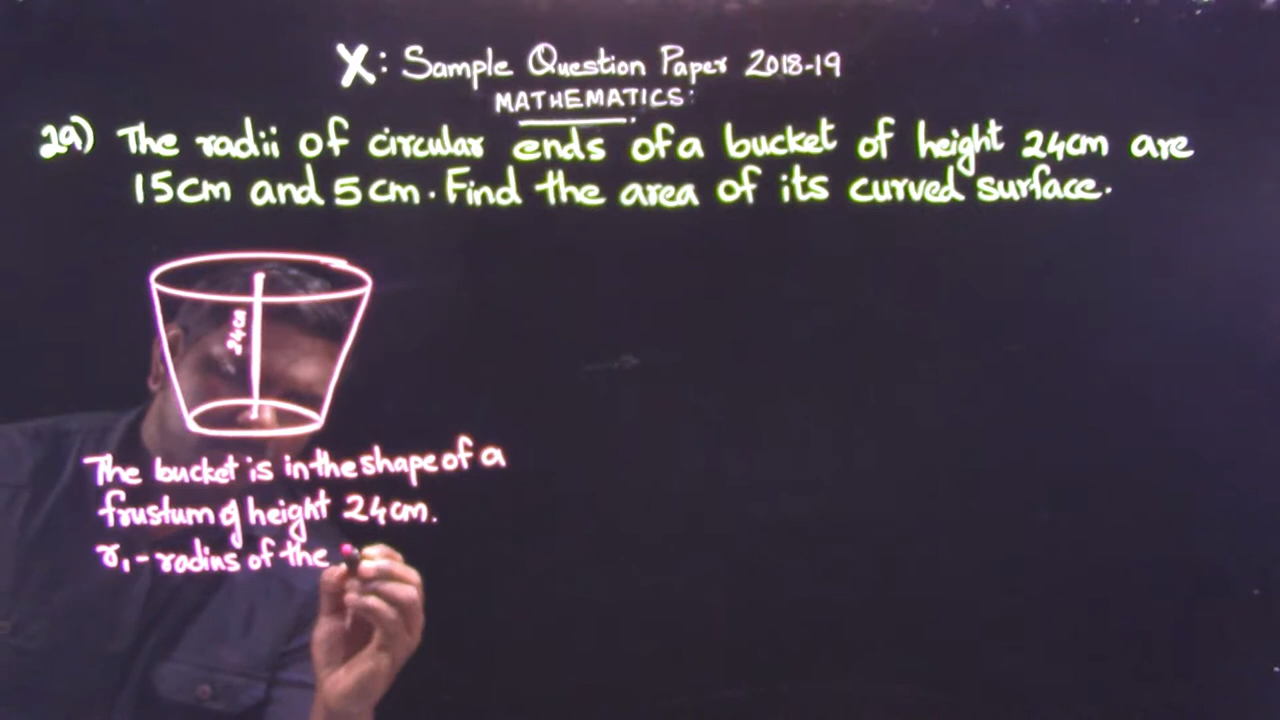 X: Sample Question Paper 2018-19
MATHEMATICS:
29) The radii of circular ends of a bucket of height 24cm are
15cm and 5cm. Find the area of its curved surface.
24cm
The bucket is in the shape of a
frustum of height 24cm.
r₁ - radius of the